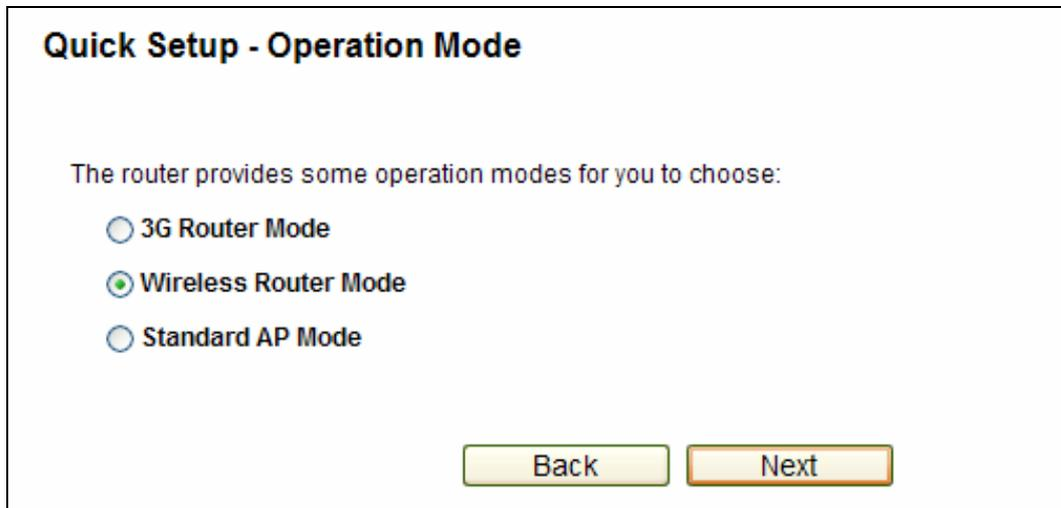 Quick Setup - Operation Mode
The router provides some operation modes for you to choose:
3G Router Mode
Wireless Router Mode
Standard AP Mode
Back Next